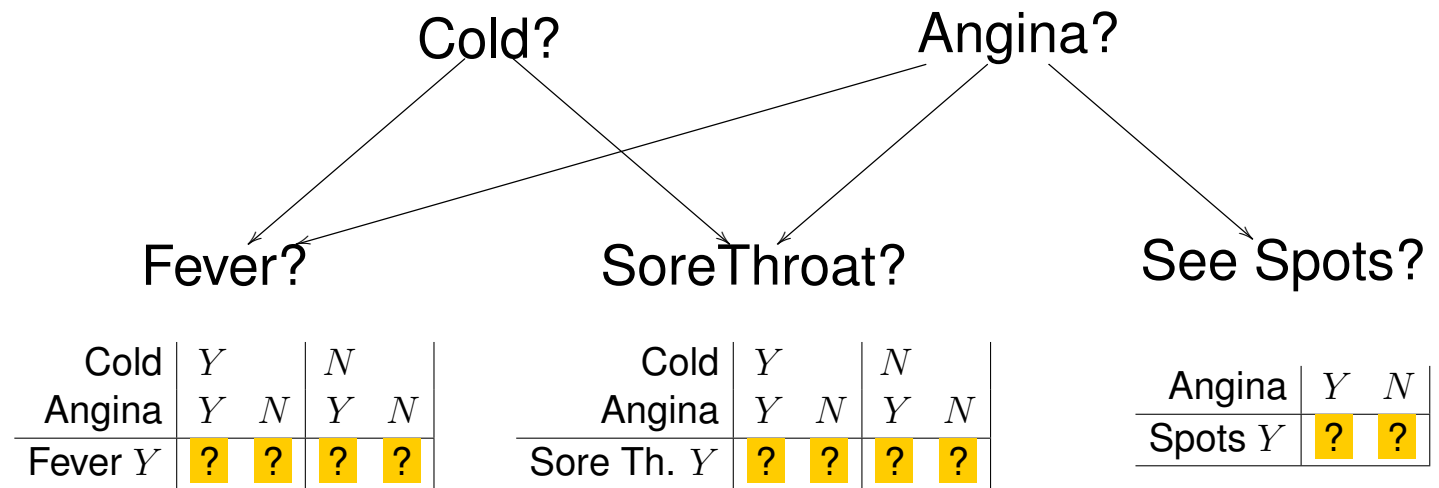 Cold? Angina?
Fever? SoreThroat? See Spots?
Cold Y N
Angina Y N Y N
Fever Y ? ? ? ?
Cold Y N
Angina Y N Y N
Sore Th. Y ? ? ? ?
Angina Y N
Spots Y ? ?